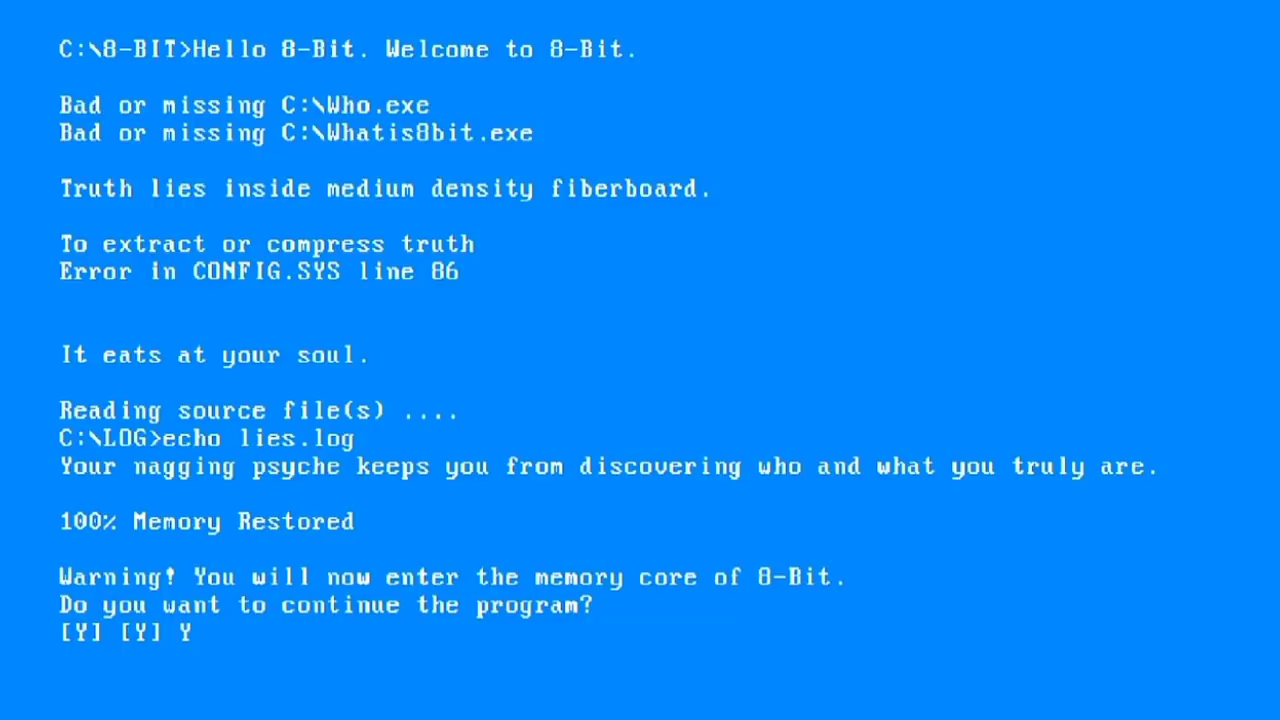 C:\8-BIT>Hello 8-Bit. Welcome to 8-Bit.
Bad or missing C:\Who.exe
Bad or missing C:\Whatis8bit.exe
Truth lies inside medium density fiberboard.
To extract or compress truth
Error in CONFIG.SYS line 86
It eats at your soul.
Reading source file(s) ....
C:\LOG>echo lies.log
Your nagging psyche keeps you from discovering who and what you truly are.
100% Memory Restored
Warning! You will now enter the memory core of 8-Bit.
Do you want to continue the program?
[Y] [Y] Y